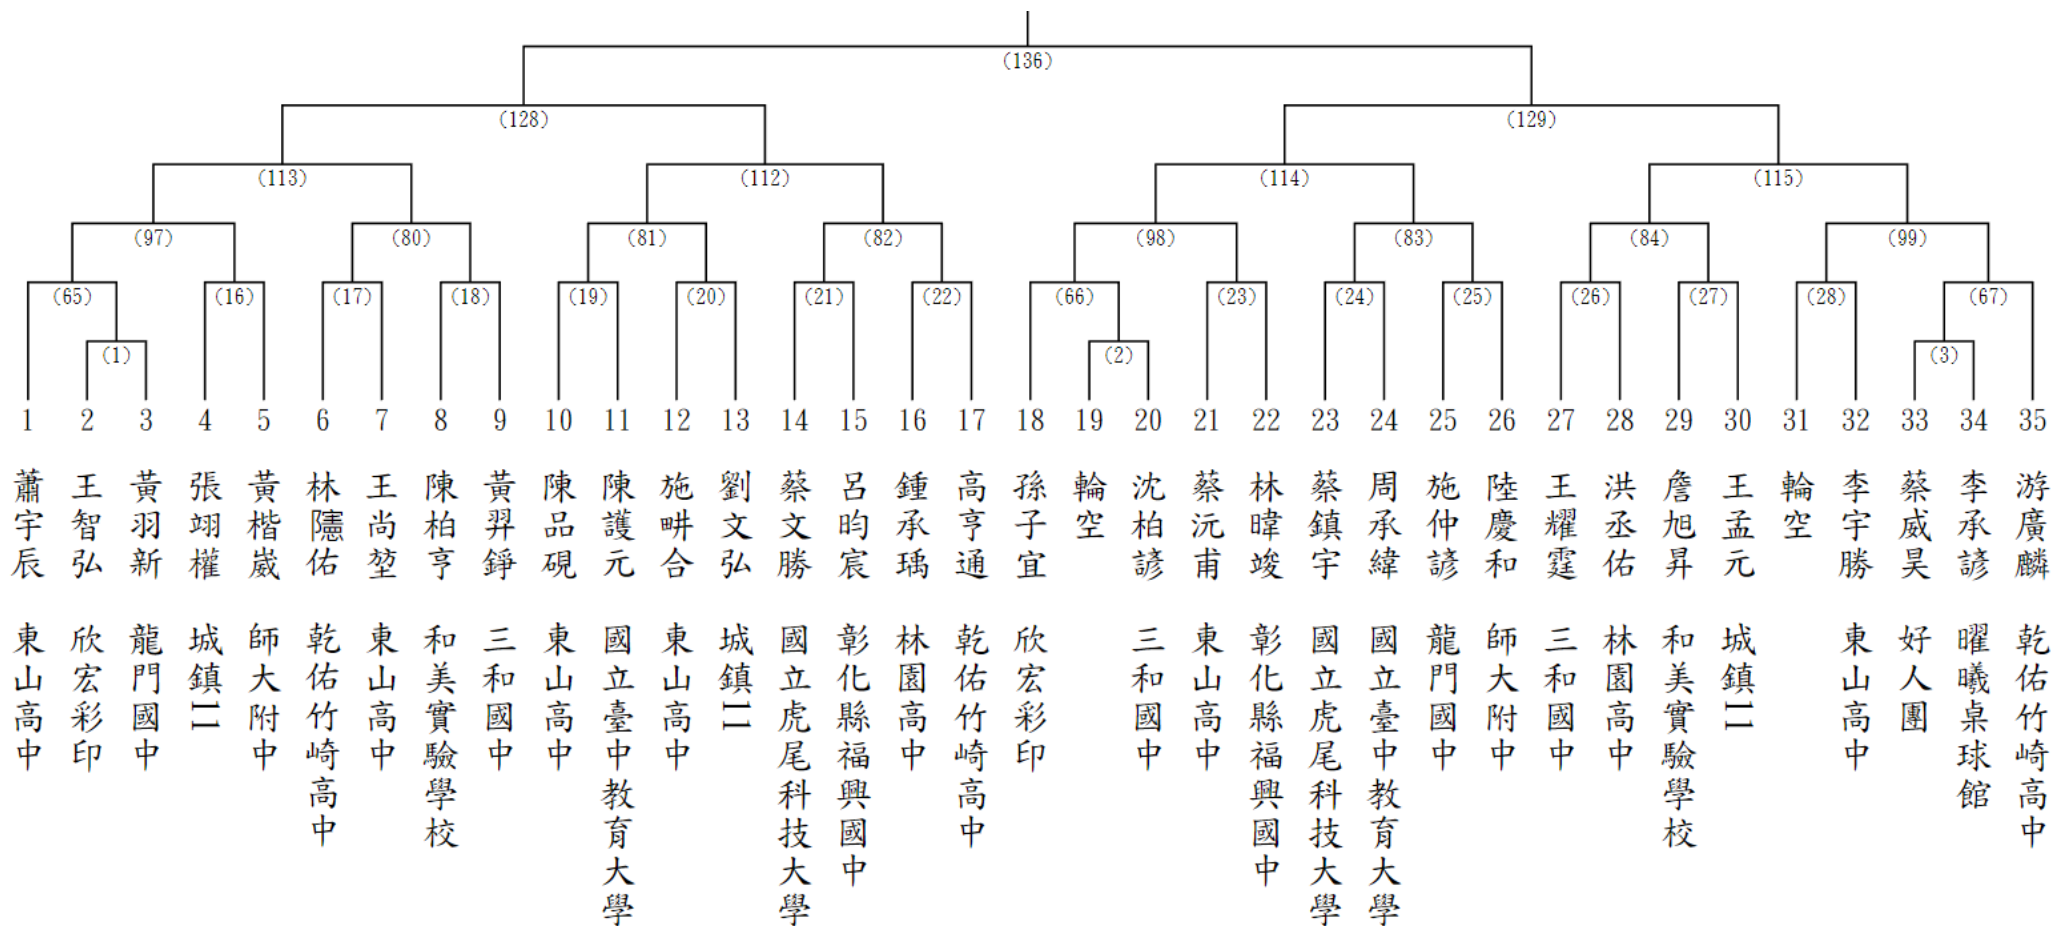 (136)
(128) (129)
(113) (112) (114) (115)
(97) (80) (81) (82) (98) (83) (84) (99)
(65) (16) (17) (18) (19) (20) (21) (22) (66) (23) (24) (25) (26) (27) (28) (67)
(1) (2) (3)
1 蕭宇辰 東山高中
2 王智弘 欣宏彩印
3 黃羽新 龍門國中
4 張翊權 城鎮II
5 黃楷崴 師大附中
6 林隱佑 乾佑竹崎高中
7 王尚堃 東山高中
8 陳柏亨 和美實驗學校
9 黃羿錚 三和國中
10 陳品硯 東山高中
11 陳護元 國立臺中教育大學
12 施畊合 東山高中
13 劉文弘 城鎮II
14 蔡文勝 國立虎尾科技大學
15 呂昀宸 彰化縣福興國中
16 鍾承瑀 林園高中
17 高亨通 乾佑竹崎高中
18 孫子宜 欣宏彩印
19 輪空
20 沈柏諺 三和國中
21 蔡沅甫 東山高中
22 林暐竣 彰化縣福興國中
23 蔡鎮宇 國立虎尾科技大學
24 周承緯 國立臺中教育大學
25 施仲諺 龍門國中
26 陸慶和 師大附中
27 王耀霆 三和國中
28 洪丞佑 林園高中
29 詹旭昇 和美實驗學校
30 王孟元 城鎮II
31 輪空
32 李宇勝 東山高中
33 蔡威昊 好人團
34 李承諺 曜曦桌球館
35 游廣麟 乾佑竹崎高中